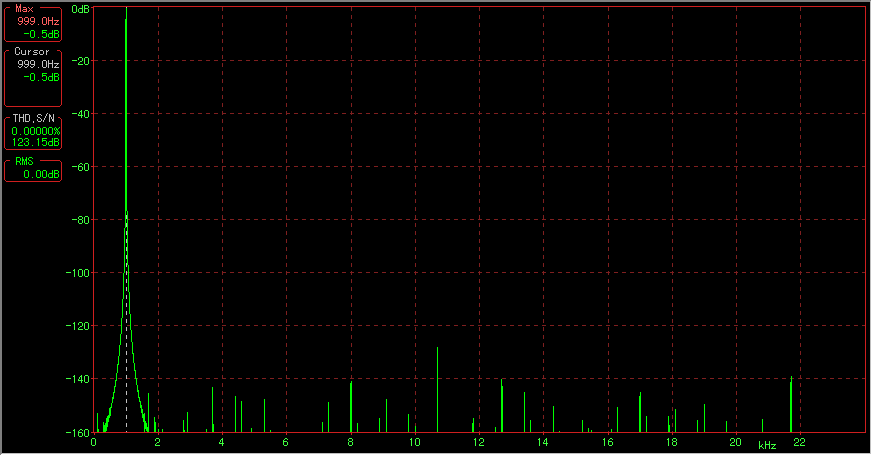 Max
999.0Hz
-0.5dB
Cursor
999.0Hz
-0.5dB
THD,S/N
0.00000%
123.15dB
RMS
0.00dB
0dB
-20
-40
-60
-80
-100
-120
-140
-160
0 2 4 6 8 10 12 14 16 18 20 kHz 22